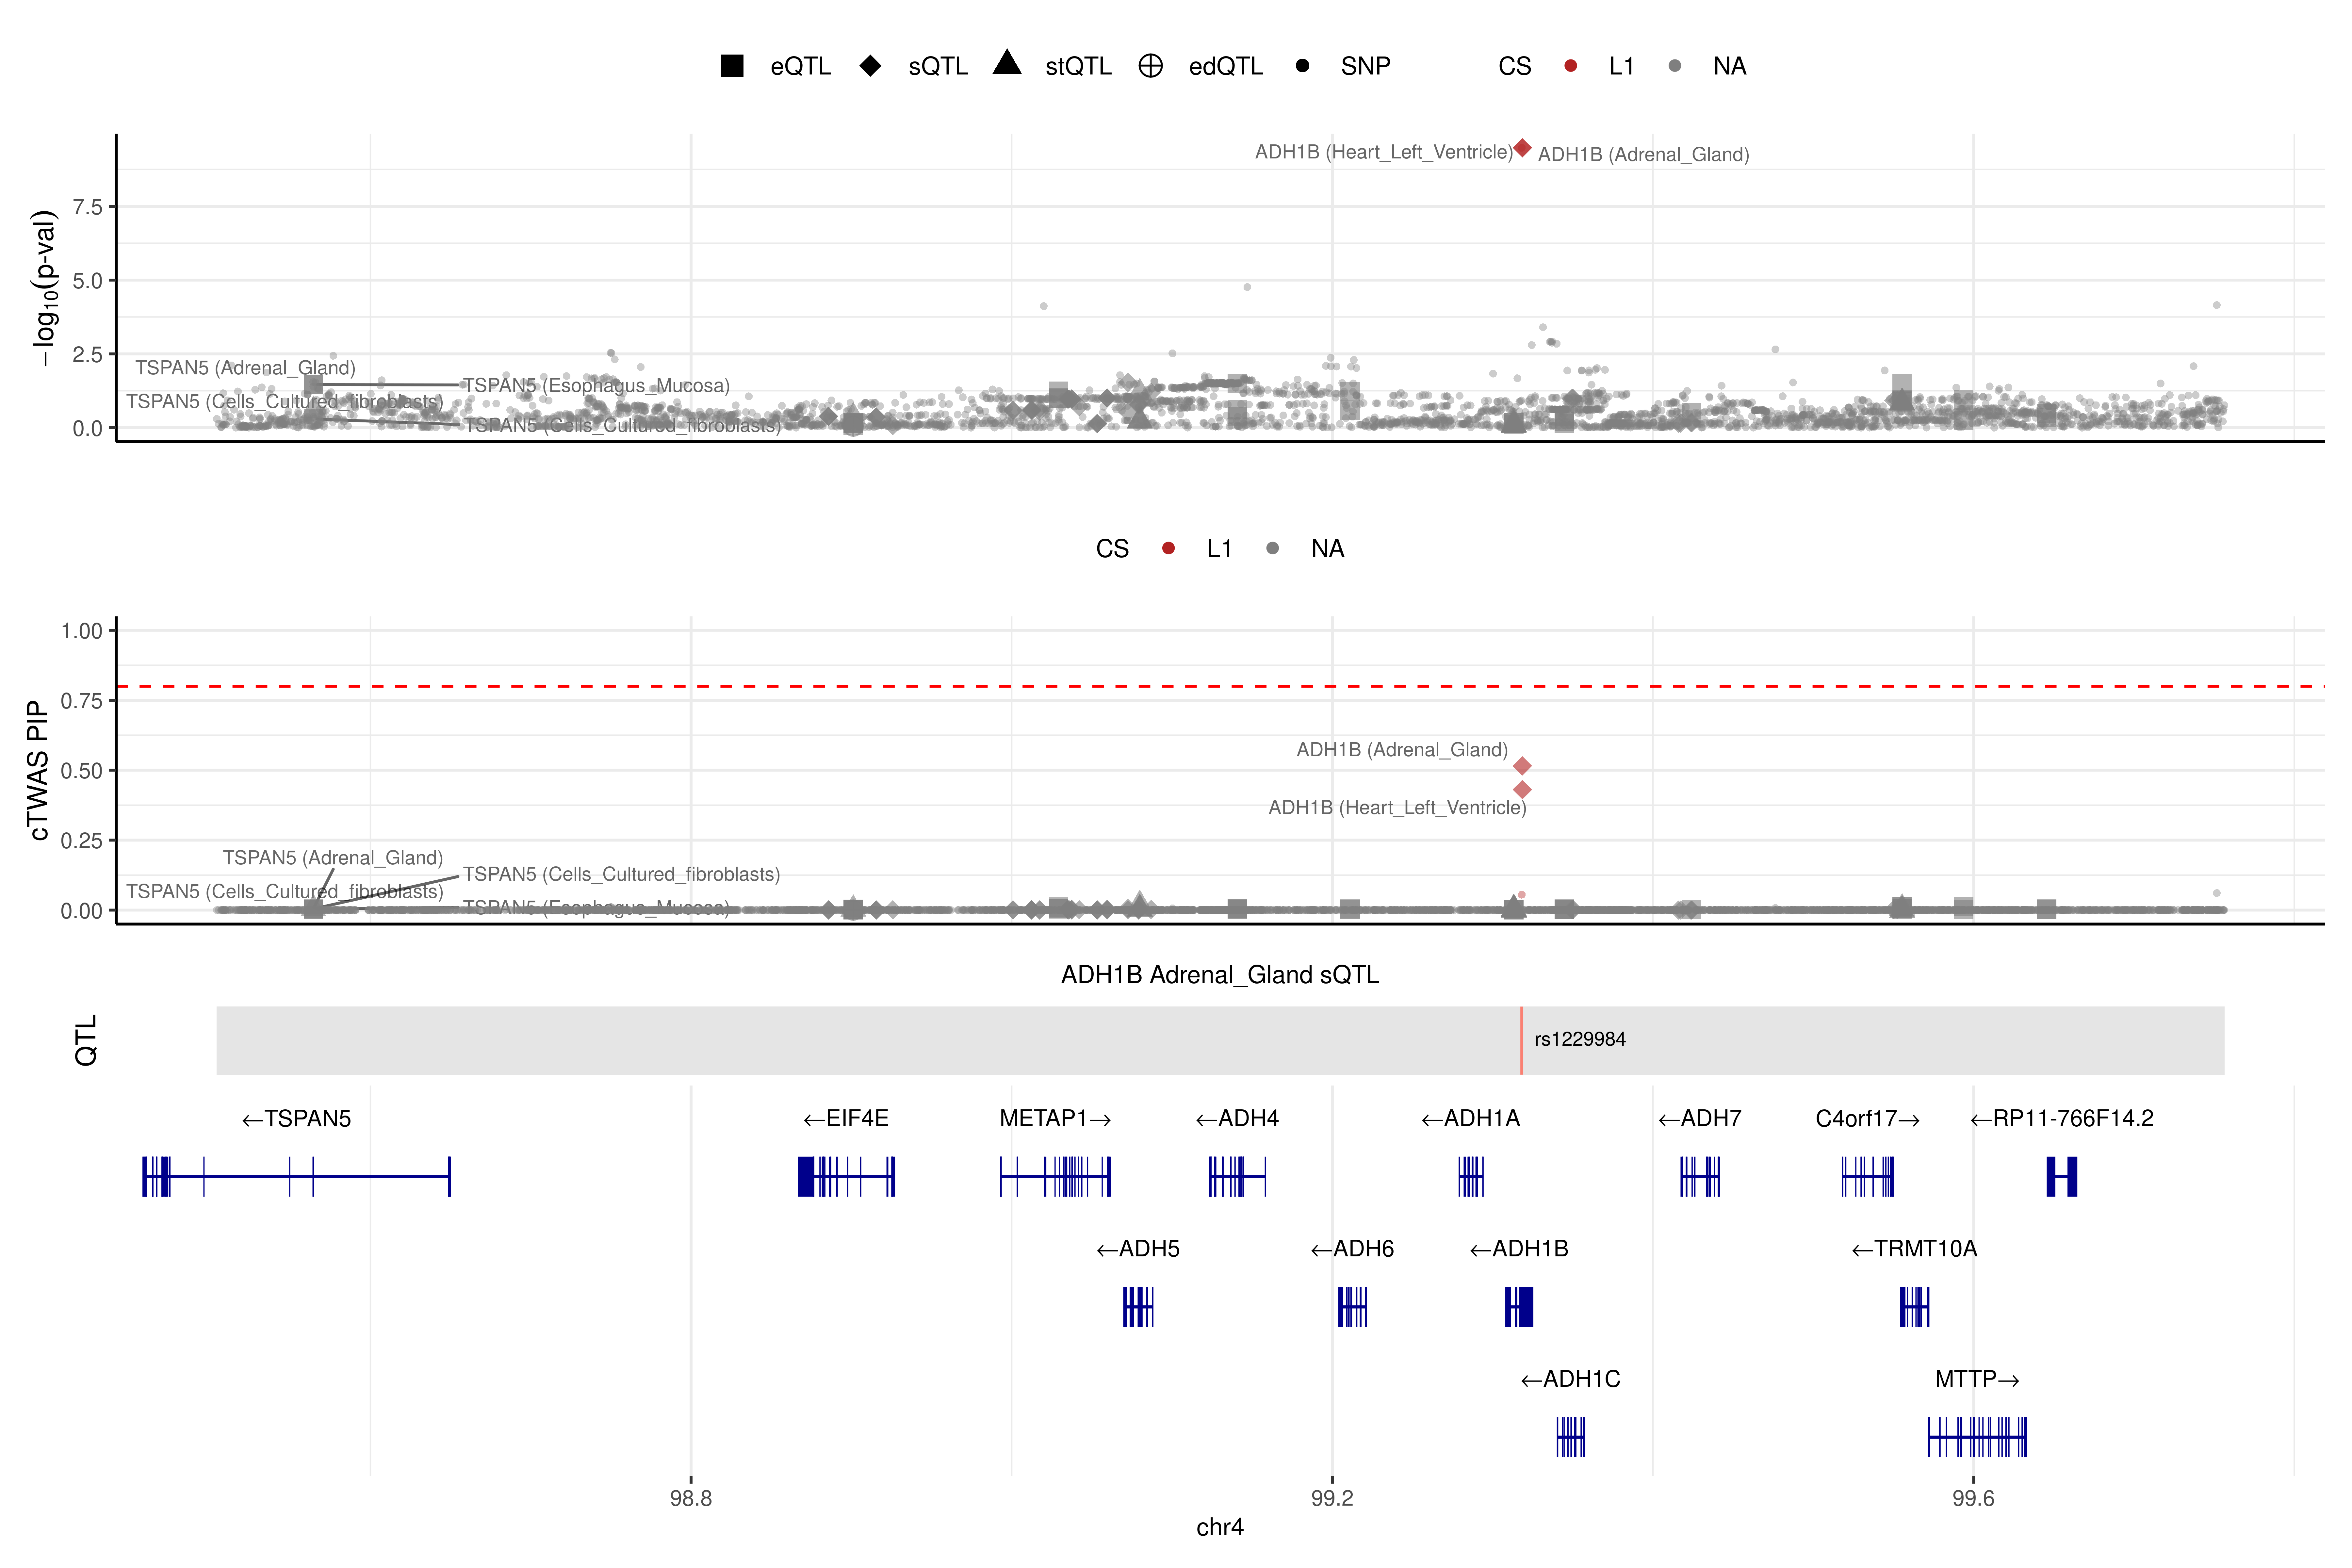 eQTL sQTL stQTL edQTL SNP CS L1 NA
ADH1B (Heart_Left_Ventricle) ADH1B (Adrenal_Gland)
−log10(p-val)
7.5
5.0
2.5
0.0
TSPAN5 (Adrenal_Gland)
TSPAN5 (Esophagus_Mucosa)
TSPAN5 (Cells_Cultured_fibroblasts)
TSPAN5 (Cells_Cultured_fibroblasts)
CS L1 NA
cTWAS PIP
1.00
0.75
0.50
0.25
0.00
ADH1B (Adrenal_Gland)
ADH1B (Heart_Left_Ventricle)
TSPAN5 (Adrenal_Gland)
TSPAN5 (Cells_Cultured_fibroblasts)
TSPAN5 (Cells_Cultured_fibroblasts)
TSPAN5 (Esophagus_Mucosa)
ADH1B Adrenal_Gland sQTL
QTL
rs1229984
←TSPAN5 ←EIF4E METAP1→ ←ADH4 ←ADH1A ←ADH7 C4orf17→ ←RP11-766F14.2
←ADH5 ←ADH6 ←ADH1B ←TRMT10A
←ADH1C MTTP→
98.8 99.2 99.6
chr4